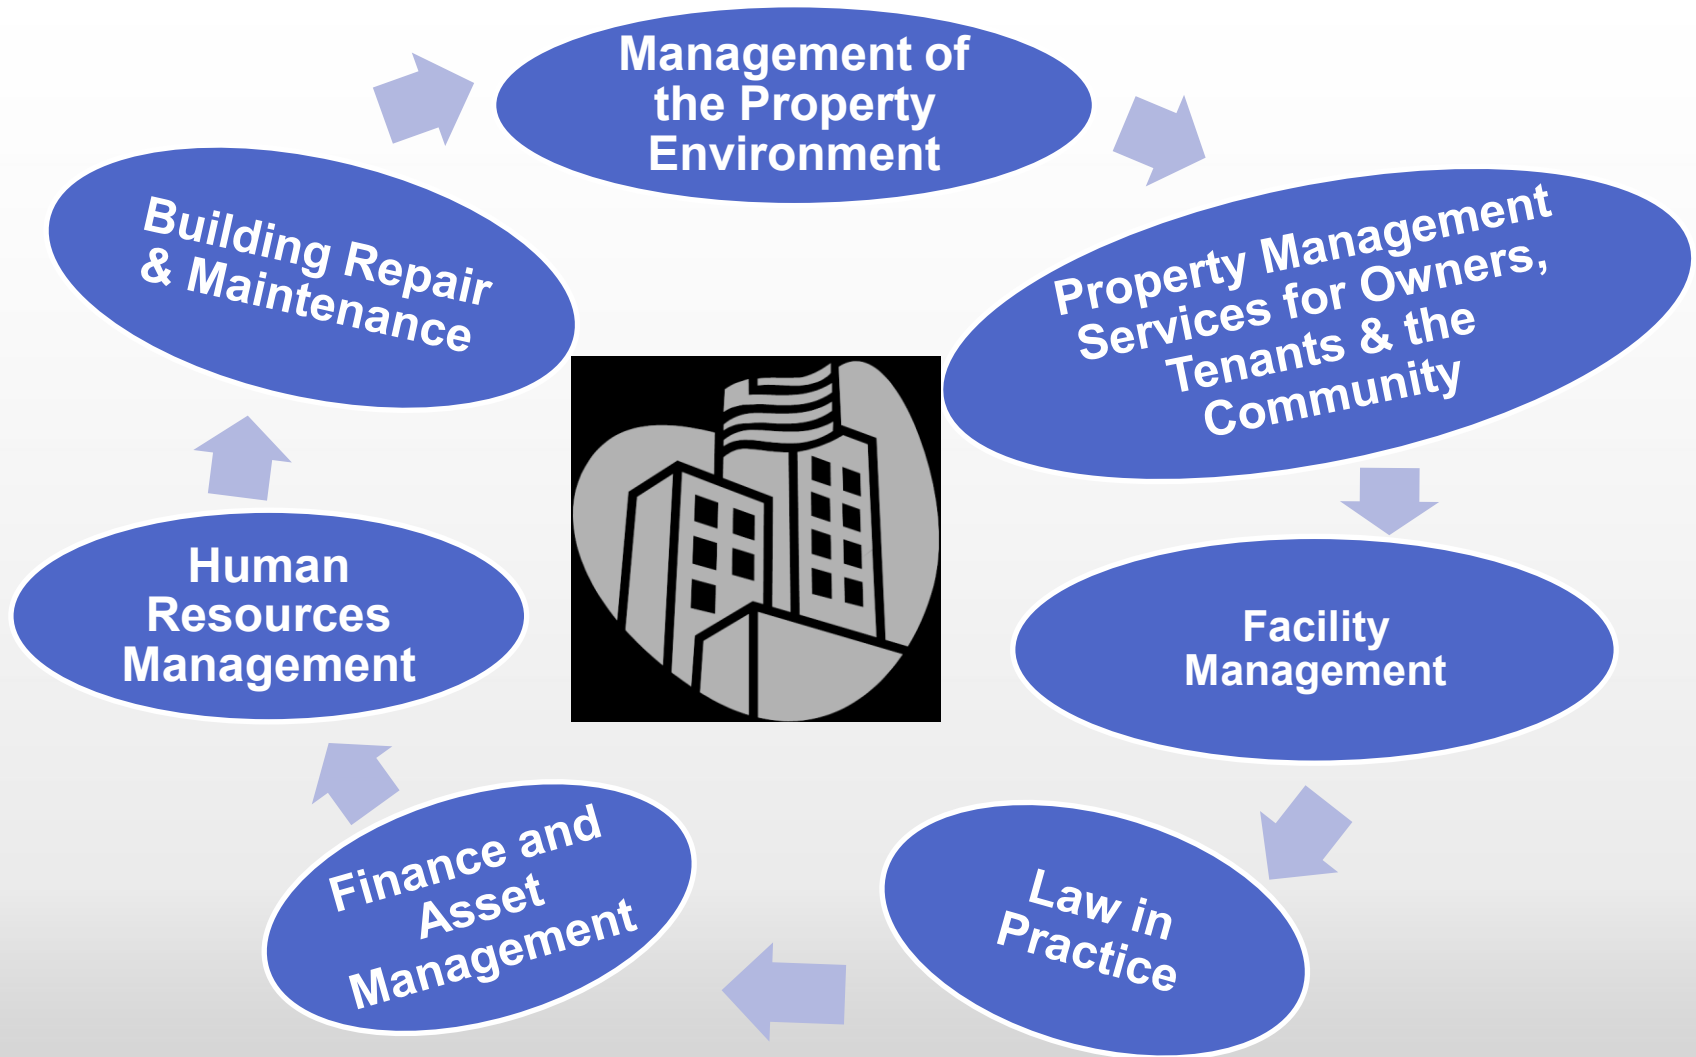 Management of
the Property
Environment
Property Management
Services for Owners,
Tenants & the
Community
Facility
Management
Law in
Practice
Finance and
Asset
Management
Human
Resources
Management
Building Repair
& Maintenance